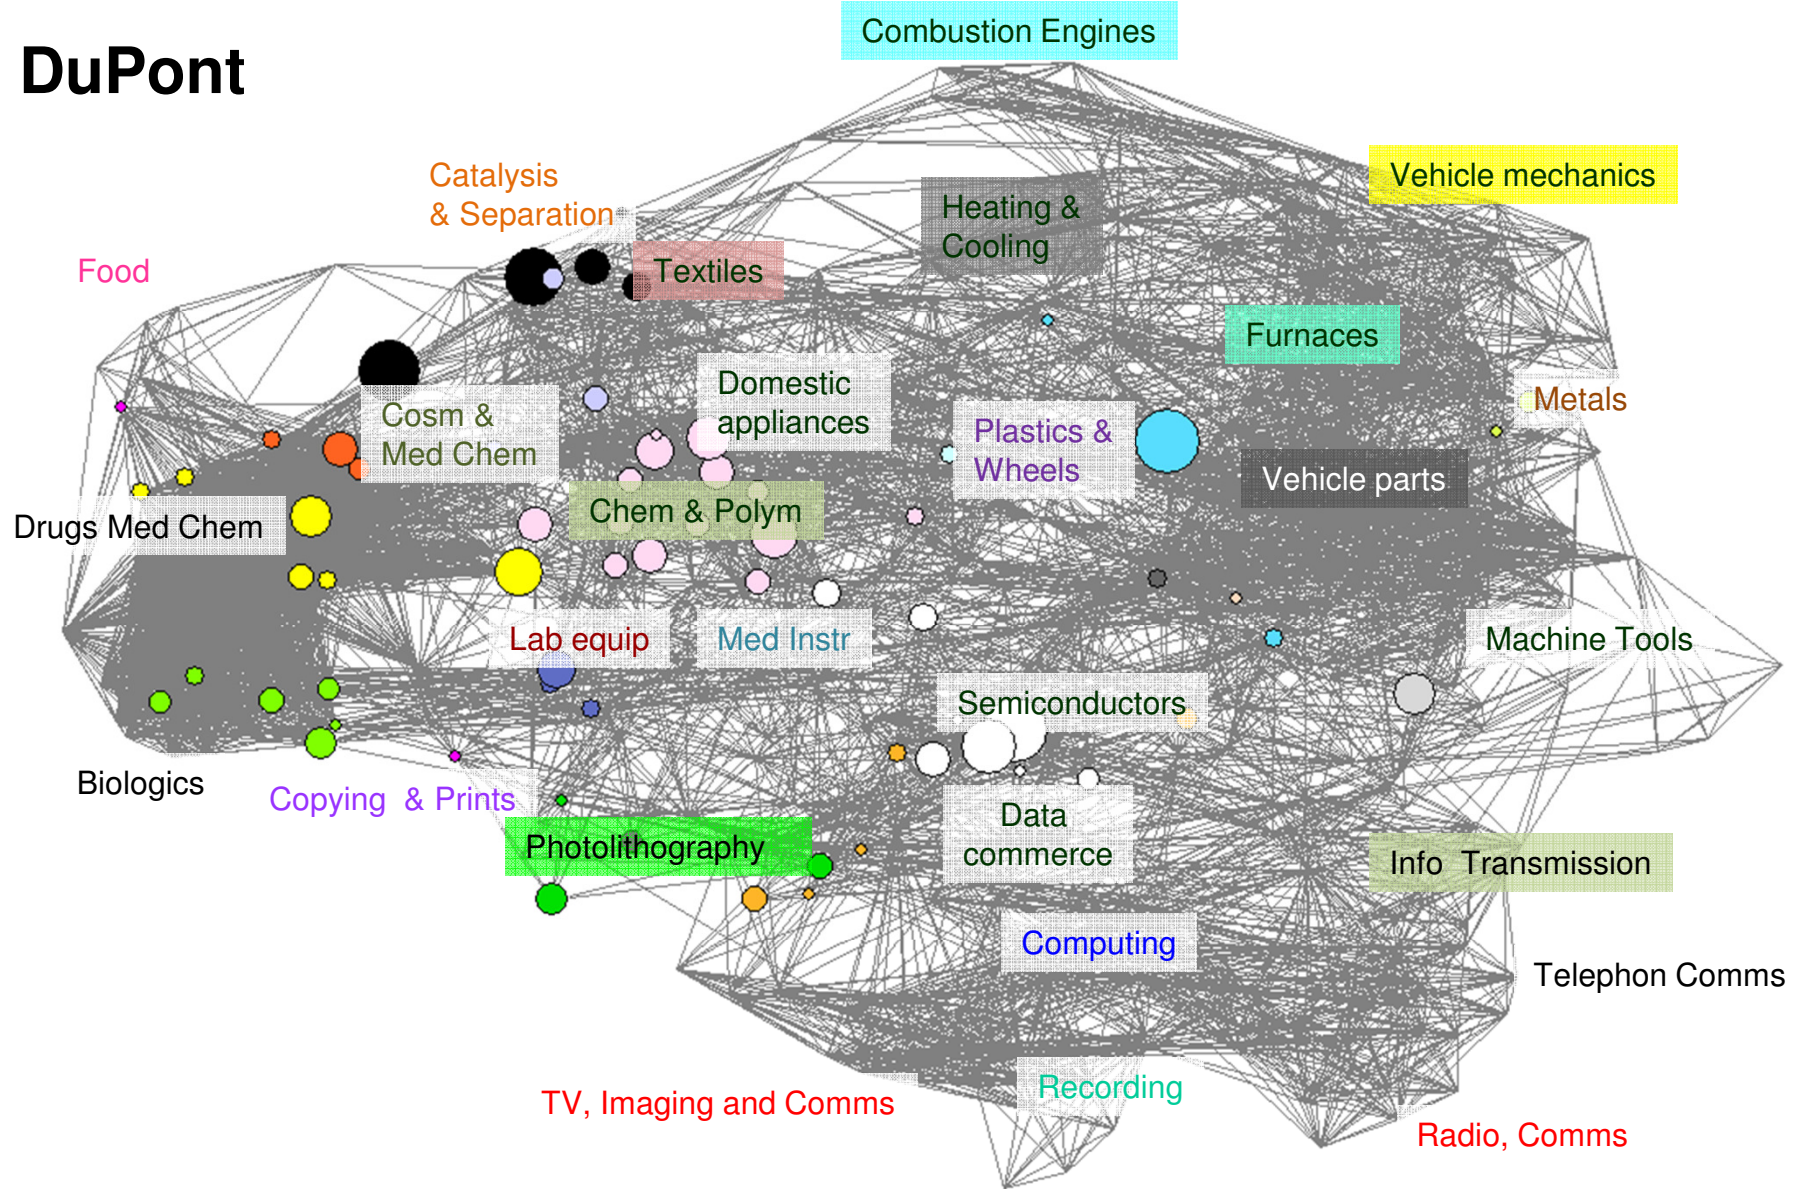 Combustion Engines
DuPont
Catalysis
& Separation
Vehicle mechanics
Heating &
Cooling
Food
Textiles
Furnaces
Domestic
appliances
Metals
Cosm &
Med Chem
Plastics &
Wheels
Vehicle parts
Chem & Polym
Drugs Med Chem
Lab equip
Med Instr
Machine Tools
Semiconductors
Biologics
Copying & Prints
Data
commerce
Photolithography
Info Transmission
Computing
Telephon Comms
Recording
TV, Imaging and Comms
Radio, Comms